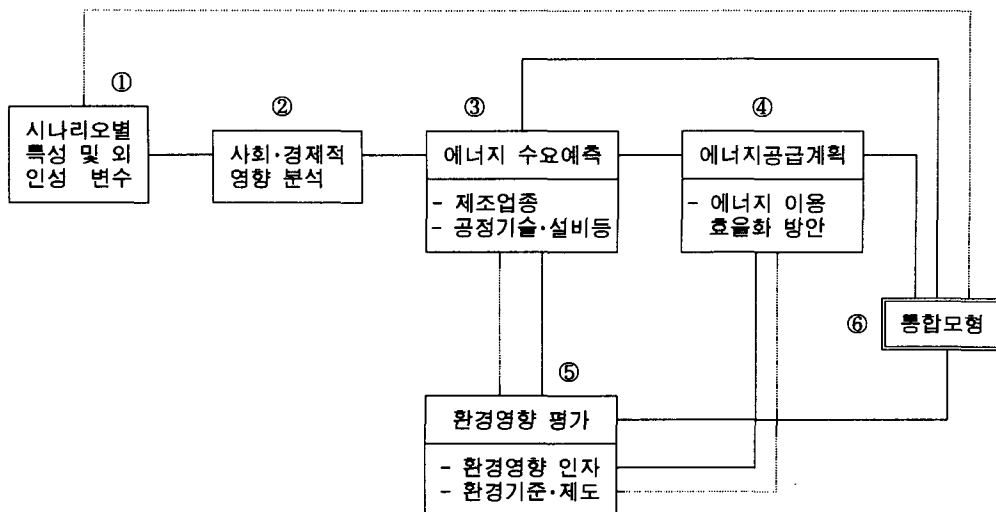 ①
시나리오별
특성 및 외
인성 변수
②
사회·경제적
영향 분석
③
에너지 수요예측
- 제조업종
- 공정기술·설비등
④
에너지공급계획
- 에너지 이용
효율화 방안
⑤
환경영향 평가
- 환경영향 인자
- 환경기준·제도
⑥
통합모형